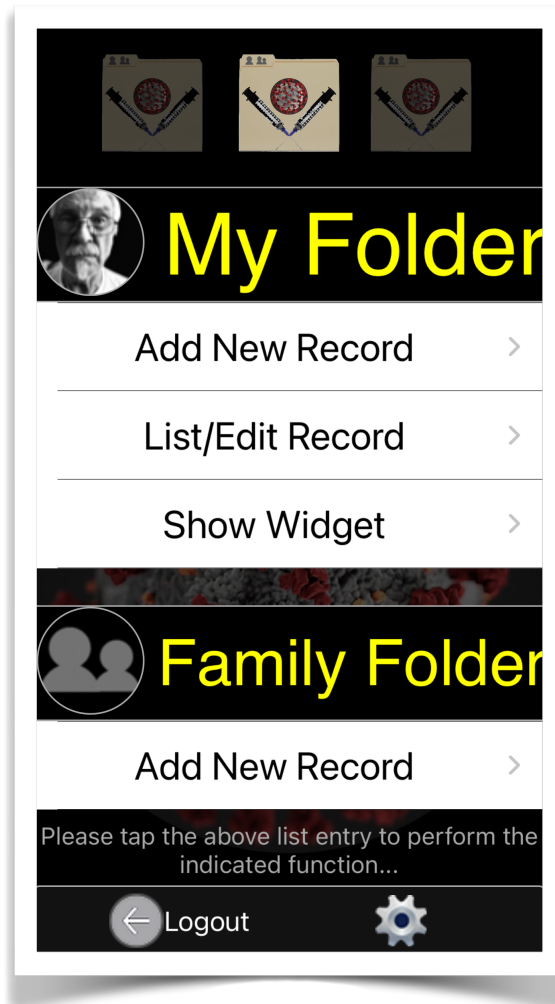 My Folder
Add New Record
List/Edit Record
Show Widget
Family Folder
Add New Record
Please tap the above list entry to perform the
indicated function...
Logout